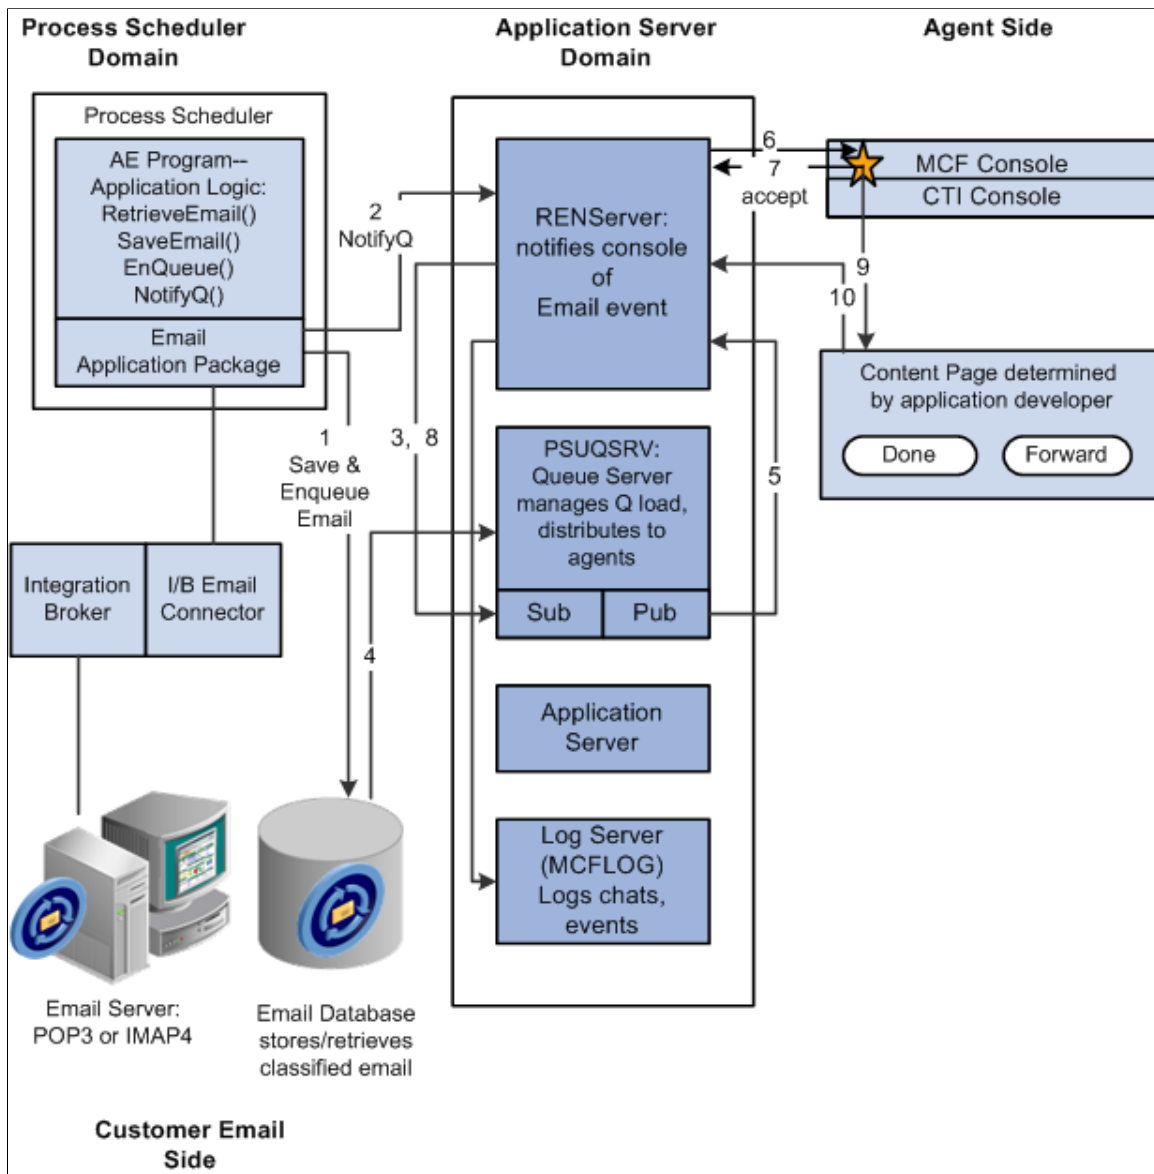 Process Scheduler
Domain
Application Server
Domain
Agent Side
Process Scheduler
AE Program--
Application Logic:
RetrieveEmail()
SaveEmail()
EnQueue()
NotifyQ()
Email
Application Package
2
NotifyQ
1
Save &
Enqueue
Email
3, 8
4
RENServer:
notifies console
of
Email event
6
7
accept
MCF Console
CTI Console
9
10
Content Page determined
by application developer
Done
Forward
5
PSUQSRV:
Queue Server
manages Q load,
distributes to
agents
Sub
Pub
Integration
Broker
I/B Email
Connector
Application
Server
Log Server
(MCFLOG)
Logs chats,
events
Email Server:
POP3 or IMAP4
Email Database
stores/retrieves
classified email
Customer Email
Side